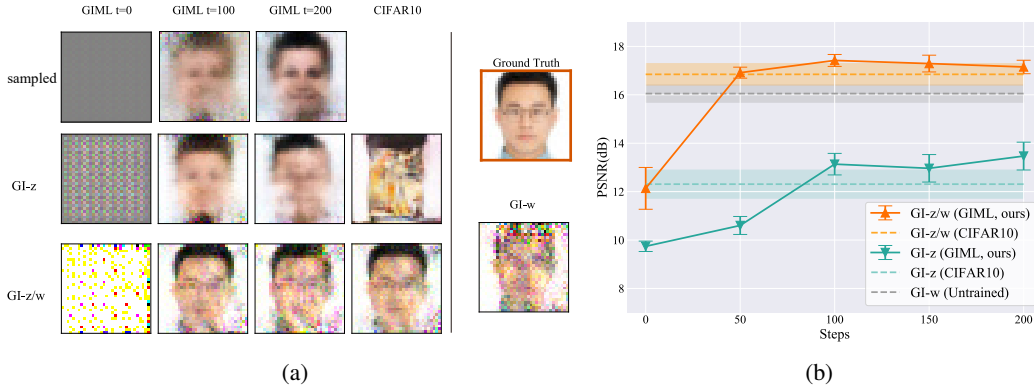 GIML t=0 GIML t=100 GIML t=200 CIFAR10
sampled
GI-z
GI-z/w
Ground Truth
GI-w
(a)
18
16
14
12
10
8
PSNR(dB)
GI-z/w (GIML, ours)
GI-z/w (CIFAR10)
GI-z (GIML, ours)
GI-z (CIFAR10)
GI-w (Untrained)
0 50 100 150 200
Steps
(b)